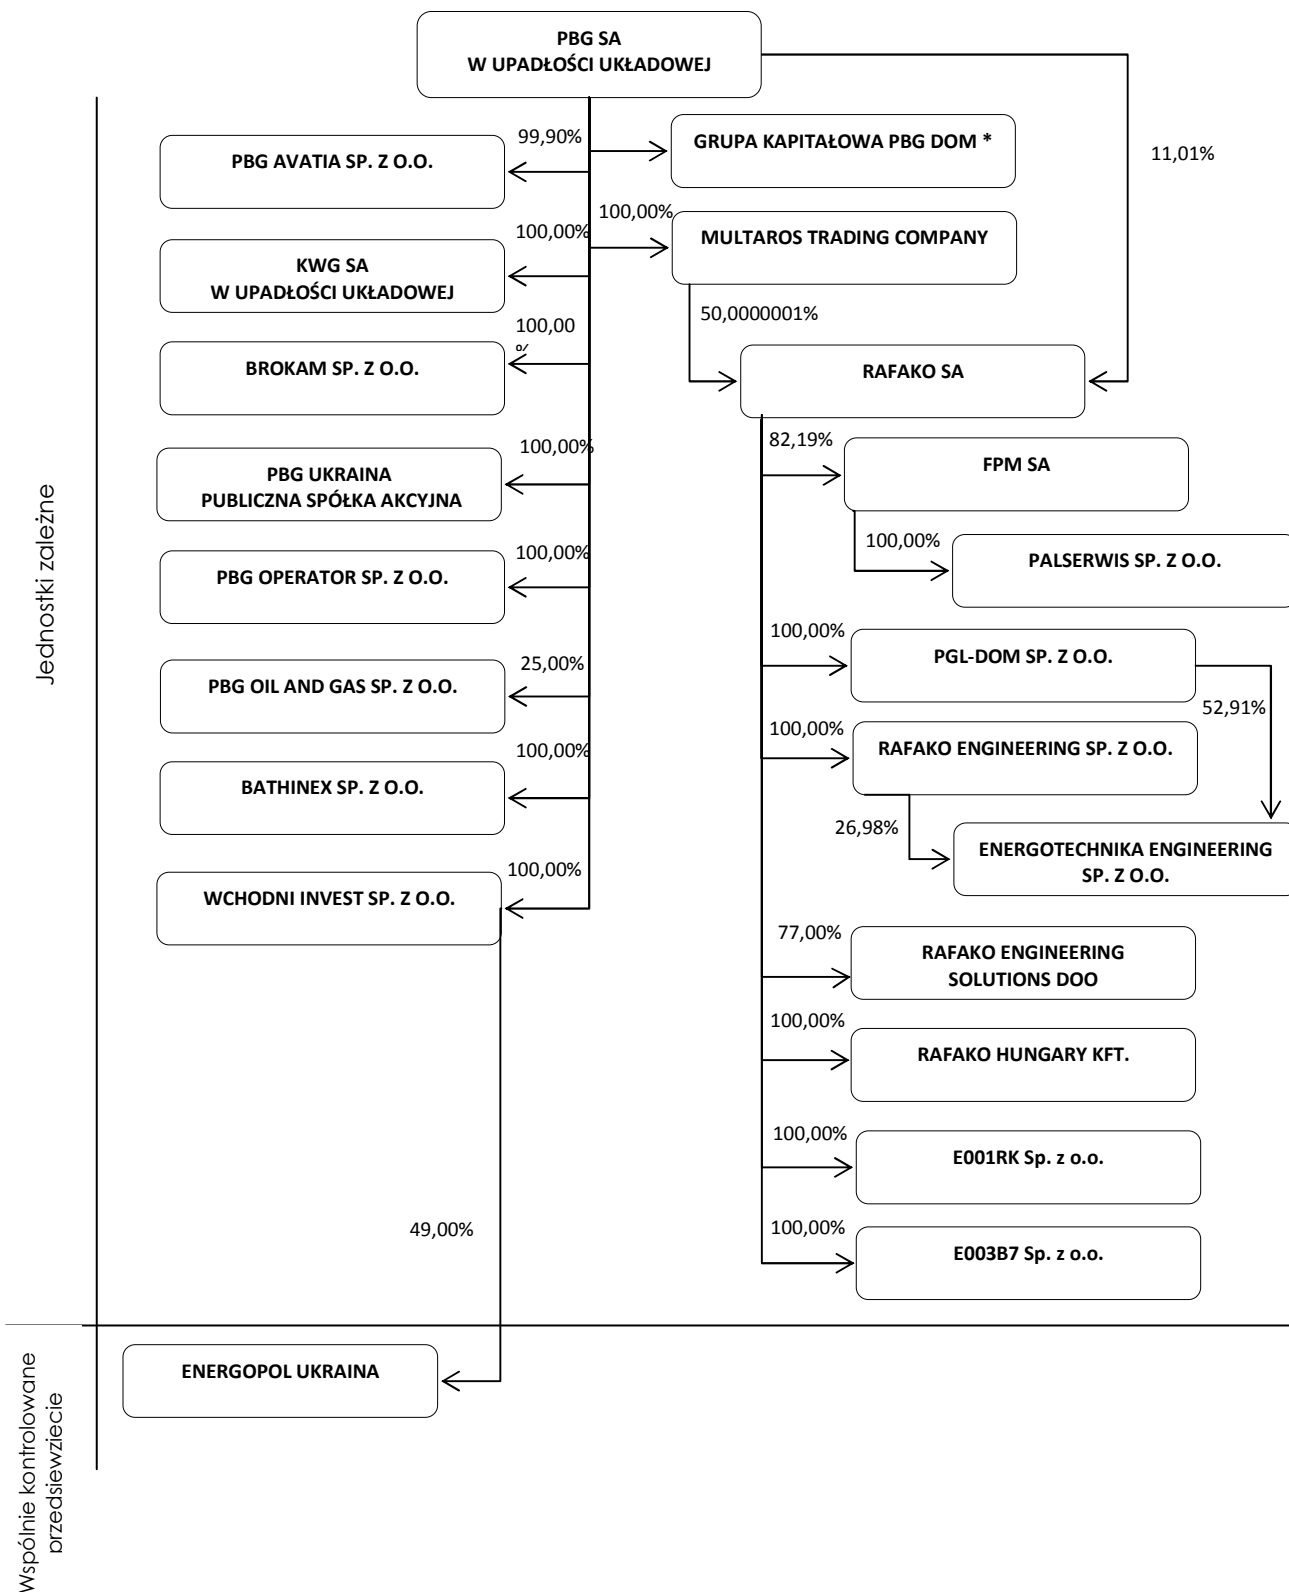 PBG SA
W UPADŁOŚCI UKŁADOWEJ
11,01%
99,90%
PBG AVATIA SP. Z O.O.
GRUPA KAPITAŁOWA PBG DOM *
100,00%
MULTAROS TRADING COMPANY
100,00%
KWG SA
W UPADŁOŚCI UKŁADOWEJ
50,0000001%
100,00
%
BROKAM SP. Z O.O.
RAFAKO SA
82,19%
FPM SA
100,00%
PBG UKRAINA
PUBLICZNA SPÓŁKA AKCYJNA
100,00%
PALSERWIS SP. Z O.O.
100,00%
PBG OPERATOR SP. Z O.O.
100,00%
PGL-DOM SP. Z O.O.
52,91%
25,00%
PBG OIL AND GAS SP. Z O.O.
100,00%
RAFAKO ENGINEERING SP. Z O.O.
100,00%
BATHINEX SP. Z O.O.
26,98%
ENERGOTECHNIKA ENGINEERING
SP. Z O.O.
100,00%
WCHODNI INVEST SP. Z O.O.
77,00%
RAFAKO ENGINEERING
SOLUTIONS DOO
100,00%
RAFAKO HUNGARY KFT.
100,00%
E001RK Sp. z o.o.
49,00%
100,00%
E003B7 Sp. z o.o.
Jednostki zależne
ENERGOPOL UKRAINA
Wspólnie kontrolowane
przedsiewziecie